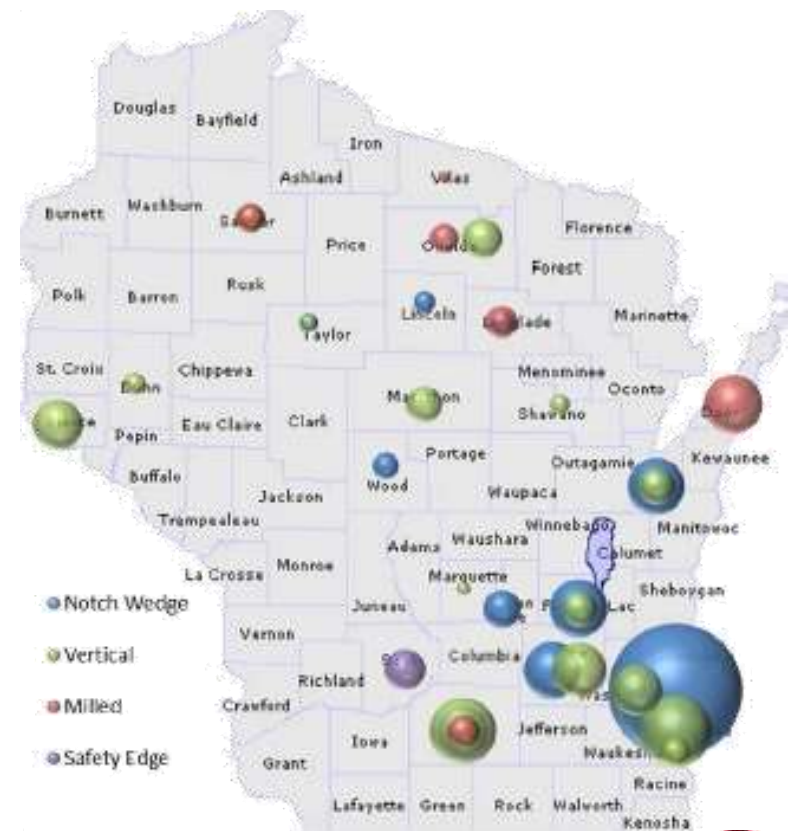 Douglas
Bayfield
Iron
Ashland
Vilas
Burnett
Washburn
Florence
Price
Forest
Polk
Barron
Rusk
Lincoln
Marinette
Taylor
St. Croix
Chippewa
Menominee
Dunn
Oconto
Shawano
Pepin
Eau Claire
Clark
Portage
Outagamie
Kewaunee
Buffalo
Wood
Waupaca
Jackson
Trempealeau
Winnebago
Manitowoc
Adams
Waushara
Calumet
Monroe
La Crosse
Marquette
Sheboygan
Notch Wedge
Juneau
Lac
Vernon
Vertical
Columbia
Richland
Milled
Crawford
Jefferson
Iowa
Safety Edge
Grant
Racine
Lafayette
Green
Rock
Walworth
Kenosha